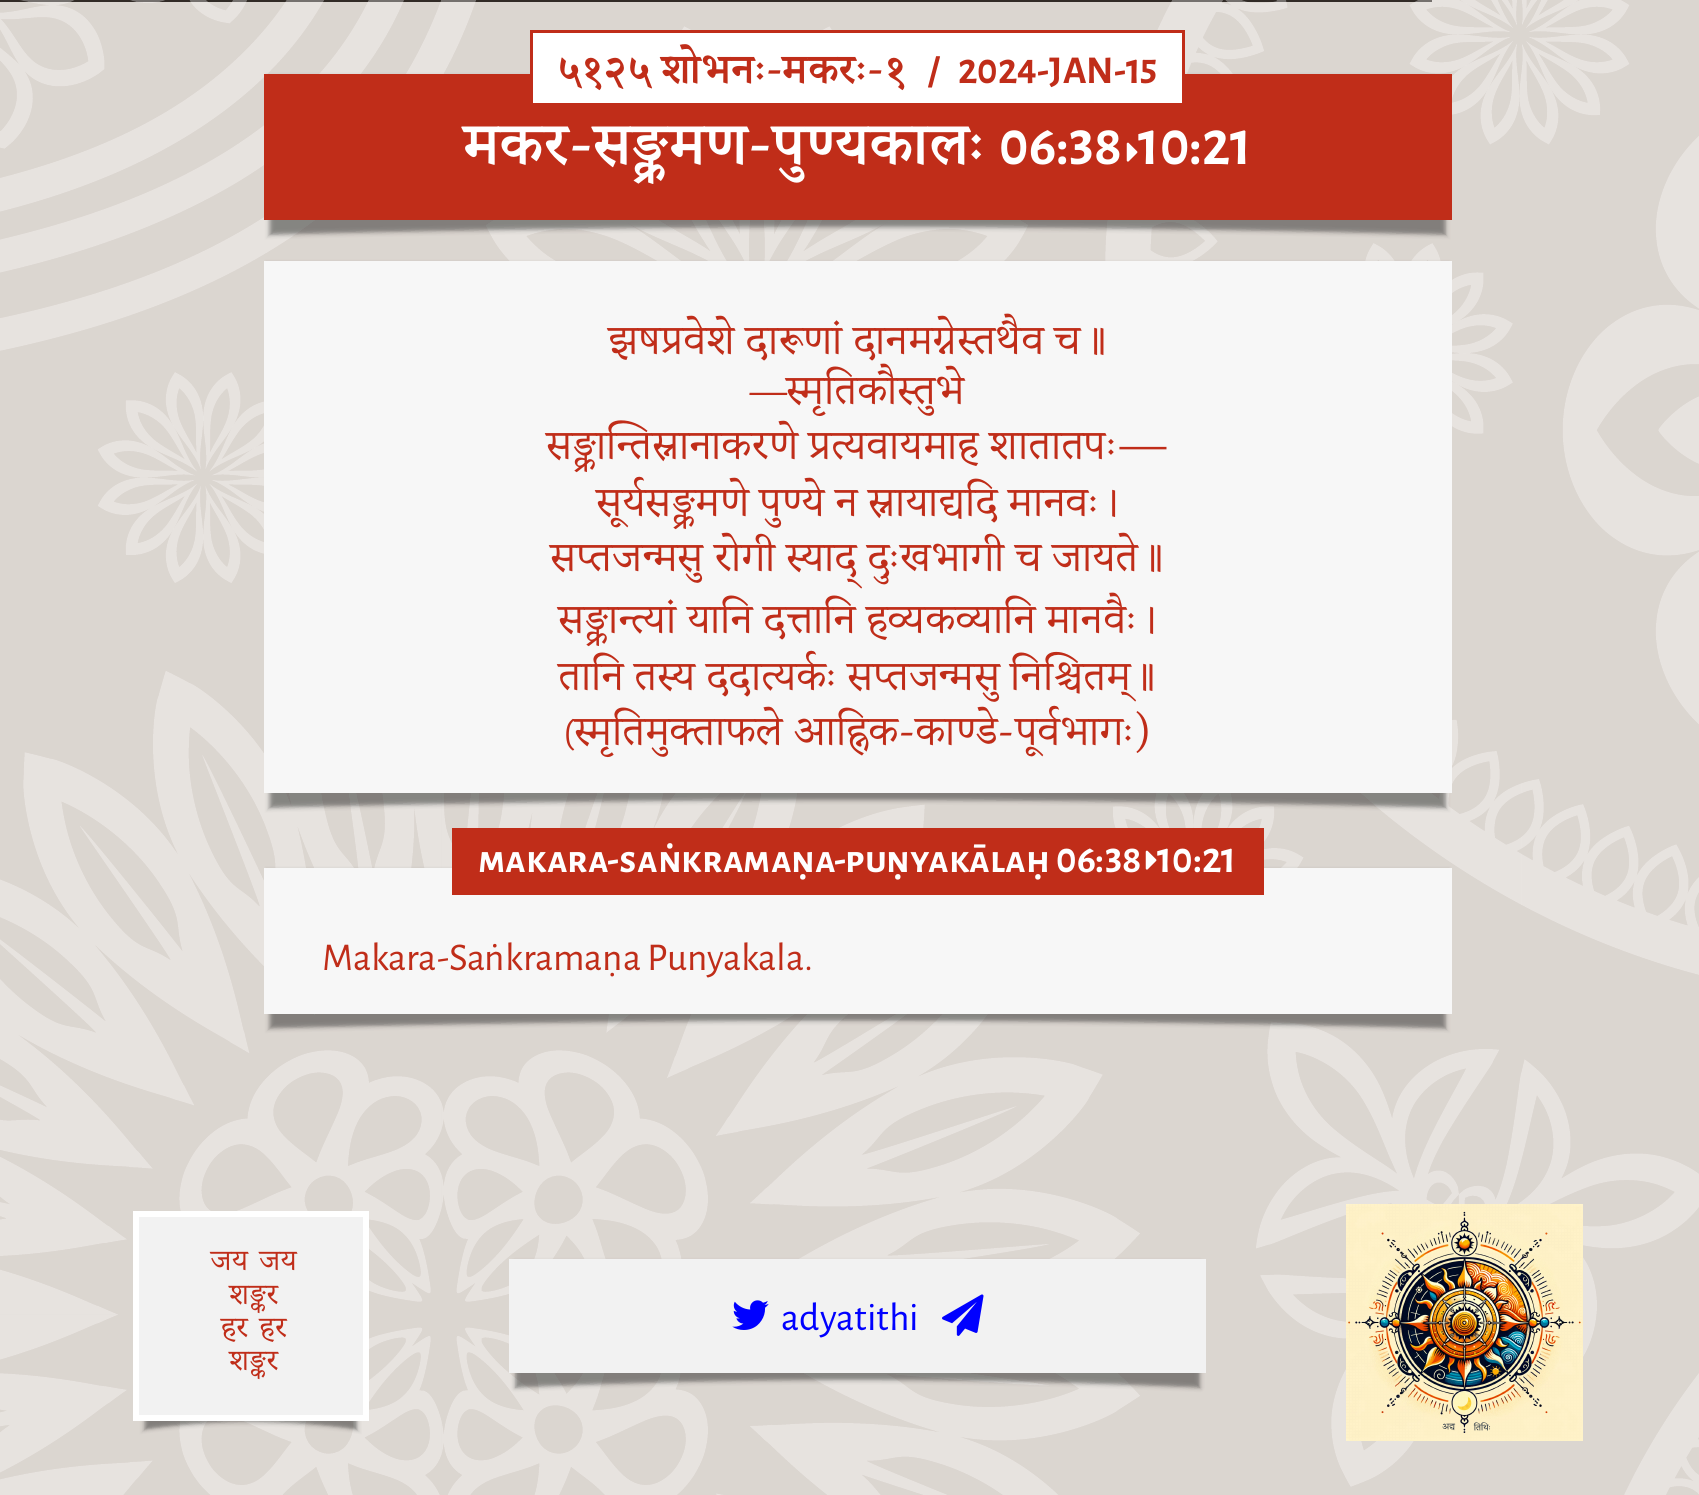 ५१२५ शोभनः-मकरः-१ / 2024-JAN-15
मकर-सङ्क्रमण-पुण्यकालः 06:38▸10:21
झषप्रवेशे दारूणां दानमग्नेस्तथैव च॥
—स्मृतिकौस्तुभे
सङ्क्रान्तिस्नानाकरणे प्रत्यवायमाह शातातपः—
सूर्यसङ्क्रमणे पुण्ये न स्नायाद्यदि मानवः।
सप्तजन्मसु रोगी स्याद् दुःखभागी च जायते॥
सङ्क्रान्त्यां यानि दत्तानि हव्यकव्यानि मानवैः।
तानि तस्य ददात्यर्कः सप्तजन्मसु निश्चितम्॥
(स्मृतिमुक्ताफले आह्निक-काण्डे-पूर्वभागः)
MAKARA-SAṄKRAMAṆA-PUṆYAKĀLAḤ 06:38▸10:21
Makara-Saṅkramaṇa Punyakala.
जय जय
शङ्कर
हर हर
शङ्कर
adyatithi
अद्य तिथिः